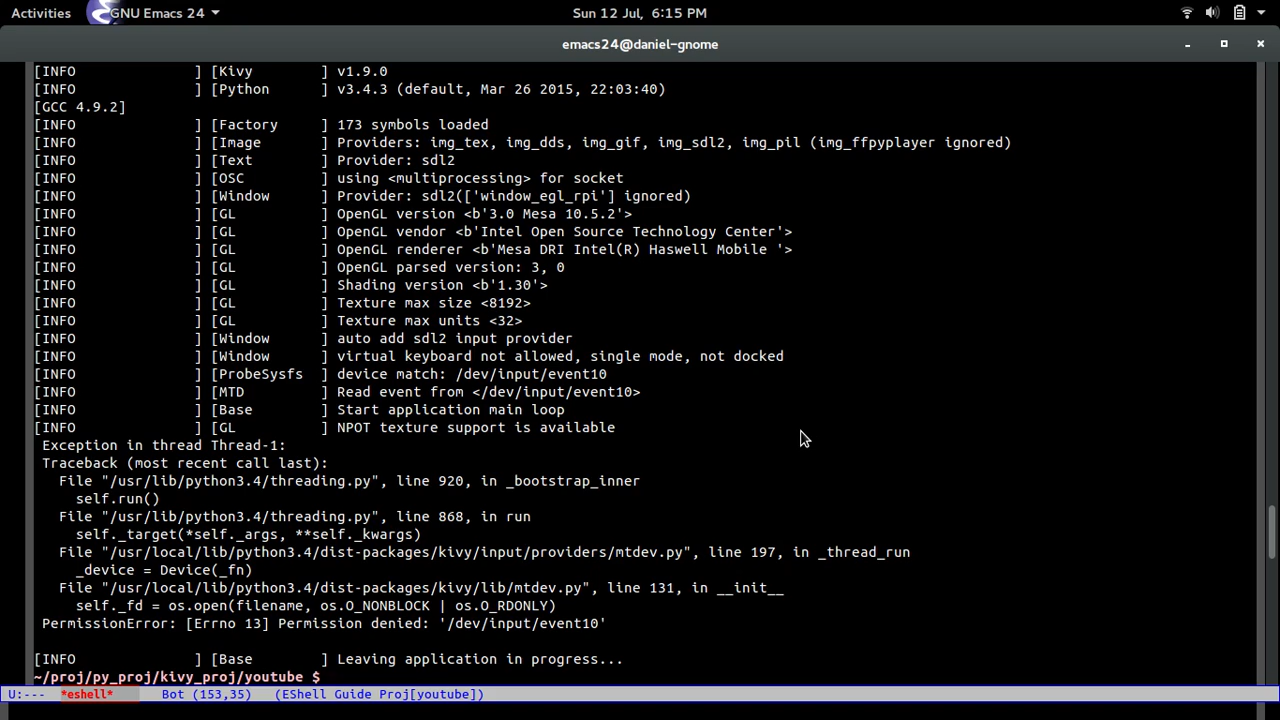 Activities GNU Emacs 24 Sun 12 Jul, 6:15 PM
emacs24@daniel-gnome
[INFO ] [Kivy ] v1.9.0
[INFO ] [Python ] v3.4.3 (default, Mar 26 2015, 22:03:40)
[GCC 4.9.2]
[INFO ] [Factory ] 173 symbols loaded
[INFO ] [Image ] Providers: img_tex, img_dds, img_gif, img_sdl2, img_pil (img_ffpyplayer ignored)
[INFO ] [Text ] Provider: sdl2
[INFO ] [OSC ] using <multiprocessing> for socket
[INFO ] [Window ] Provider: sdl2(['window_egl_rpi'] ignored)
[INFO ] [GL ] OpenGL version <b'3.0 Mesa 10.5.2'>
[INFO ] [GL ] OpenGL vendor <b'Intel Open Source Technology Center'>
[INFO ] [GL ] OpenGL renderer <b'Mesa DRI Intel(R) Haswell Mobile '>
[INFO ] [GL ] OpenGL parsed version: 3, 0
[INFO ] [GL ] Shading version <b'1.30'>
[INFO ] [GL ] Texture max size <8192>
[INFO ] [GL ] Texture max units <32>
[INFO ] [Window ] auto add sdl2 input provider
[INFO ] [Window ] virtual keyboard not allowed, single mode, not docked
[INFO ] [ProbeSysfs ] device match: /dev/input/event10
[INFO ] [MTD ] Read event from </dev/input/event10>
[INFO ] [Base ] Start application main loop
[INFO ] [GL ] NPOT texture support is available
Exception in thread Thread-1:
Traceback (most recent call last):
File "/usr/lib/python3.4/threading.py", line 920, in _bootstrap_inner
self.run()
File "/usr/lib/python3.4/threading.py", line 868, in run
self._target(*self._args, **self._kwargs)
File "/usr/local/lib/python3.4/dist-packages/kivy/input/providers/mtdev.py", line 197, in _thread_run
_device = Device(_fn)
File "/usr/local/lib/python3.4/dist-packages/kivy/lib/mtdev.py", line 131, in __init__
self._fd = os.open(filename, os.O_NONBLOCK | os.O_RDONLY)
PermissionError: [Errno 13] Permission denied: '/dev/input/event10'
[INFO ] [Base ] Leaving application in progress...
~/proj/py_proj/kivy_proj/youtube $
U:--- *eshell* Bot (153,35) (EShell Guide Proj[youtube])